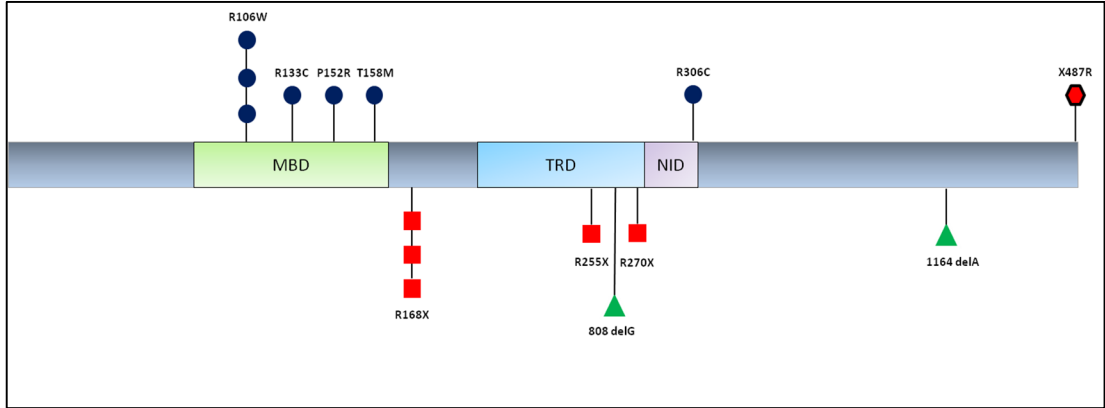 R106W
R133C P152R T158M
R306C
X487R
MBD
TRD
NID
R255X
R270X
1164 delA
R168X
808 delG